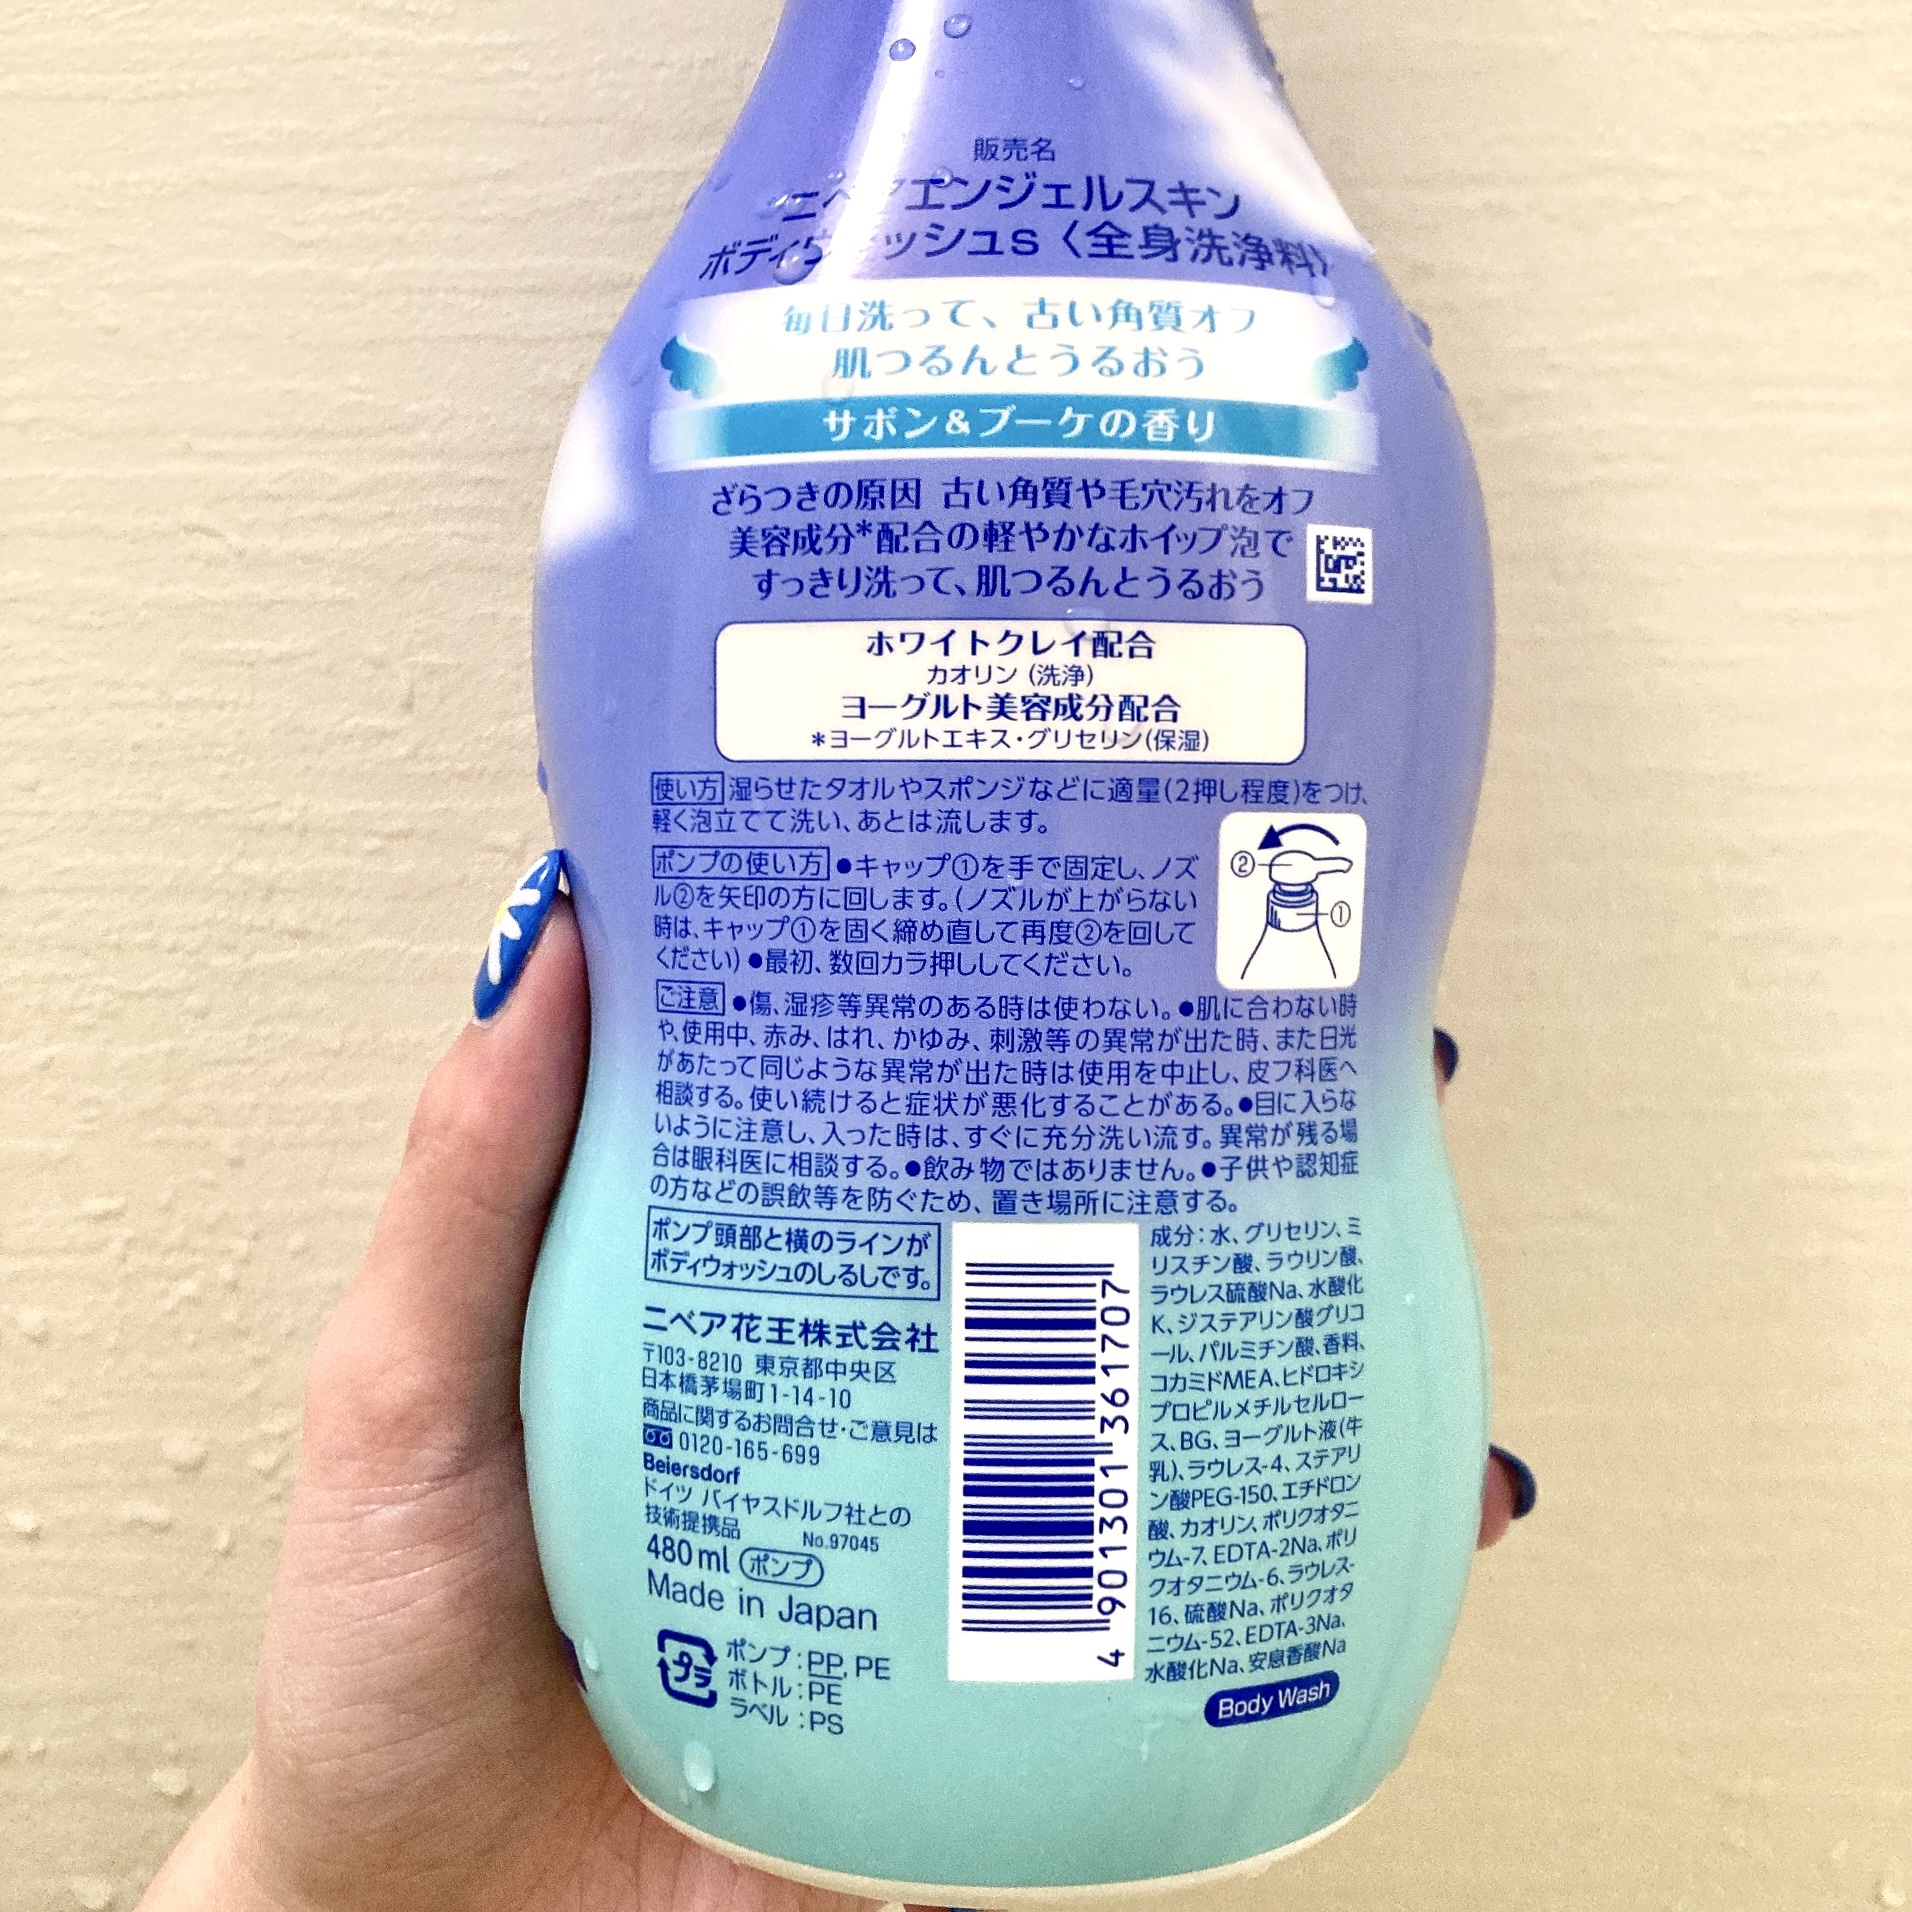 販売名
ニベアエンジェルスキン
ボディウォッシュS〈全身洗浄料〉
毎日洗って、古い角質オフ
肌つるんとうるおう
サボン&ブーケの香り
ざらつきの原因 古い角質や毛穴汚れをオフ
美容成分*配合の軽やかなホイップ泡で
すっきり洗って、肌つるんとうるおう
ホワイトクレイ配合
カオリン(洗浄)
ヨーグルト美容成分配合
*ヨーグルトエキス・グリセリン(保湿)
使い方 湿らせたタオルやスポンジなどに適量(2押し程度)をつけ、
軽く泡立てて洗い、あとは流します。
ポンプの使い方 ●キャップ①を手で固定し、ノズ
ル②を矢印の方に回します。(ノズルが上がらない
時は、キャップ①を固く締め直して再度②を回して
ください) ●最初、数回カラ押ししてください。
② ①
ご注意 ●傷、湿疹等異常のある時は使わない。●肌に合わない時
や、使用中、赤み、はれ、かゆみ、刺激等の異常が出た時、また日光
があたって同じような異常が出た時は使用を中止し、皮フ科医へ
相談する。使い続けると症状が悪化することがある。●目に入らな
いように注意し、入った時は、すぐに充分洗い流す。異常が残る場
合は眼科医に相談する。●飲み物ではありません。●子供や認知症
の方などの誤飲等を防ぐため、置き場所に注意する。
ポンプ頭部と横のラインが
ボディウォッシュのしるしです。
ニベア花王株式会社
〒103-8210 東京都中央区
日本橋茅場町1-14-10
商品に関するお問合せ・ご意見は
0120-165-699
Beiersdorf
ドイツ バイヤスドルフ社との
技術提携品 No.97045
480ml ポンプ
Made in Japan
プラ
ポンプ:PP, PE
ボトル:PE
ラベル:PS
4 901301 361707
成分:水、グリセリン、ミ
リスチン酸、ラウリン酸、
ラウレス硫酸Na、水酸化
K、ジステアリン酸グリコ
ール、パルミチン酸、香料、
コカミドMEA、ヒドロキシ
プロピルメチルセルロー
ス、BG、ヨーグルト液(牛
乳)、ラウレス-4、ステアリ
ン酸PEG-150、エチドロン
酸、カオリン、ポリクオタニ
ウム-7、EDTA-2Na、ポリ
クオタニウム-6、ラウレス-
16、硫酸Na、ポリクオタ
ニウム-52、EDTA-3Na、
水酸化Na、安息香酸Na
Body Wash